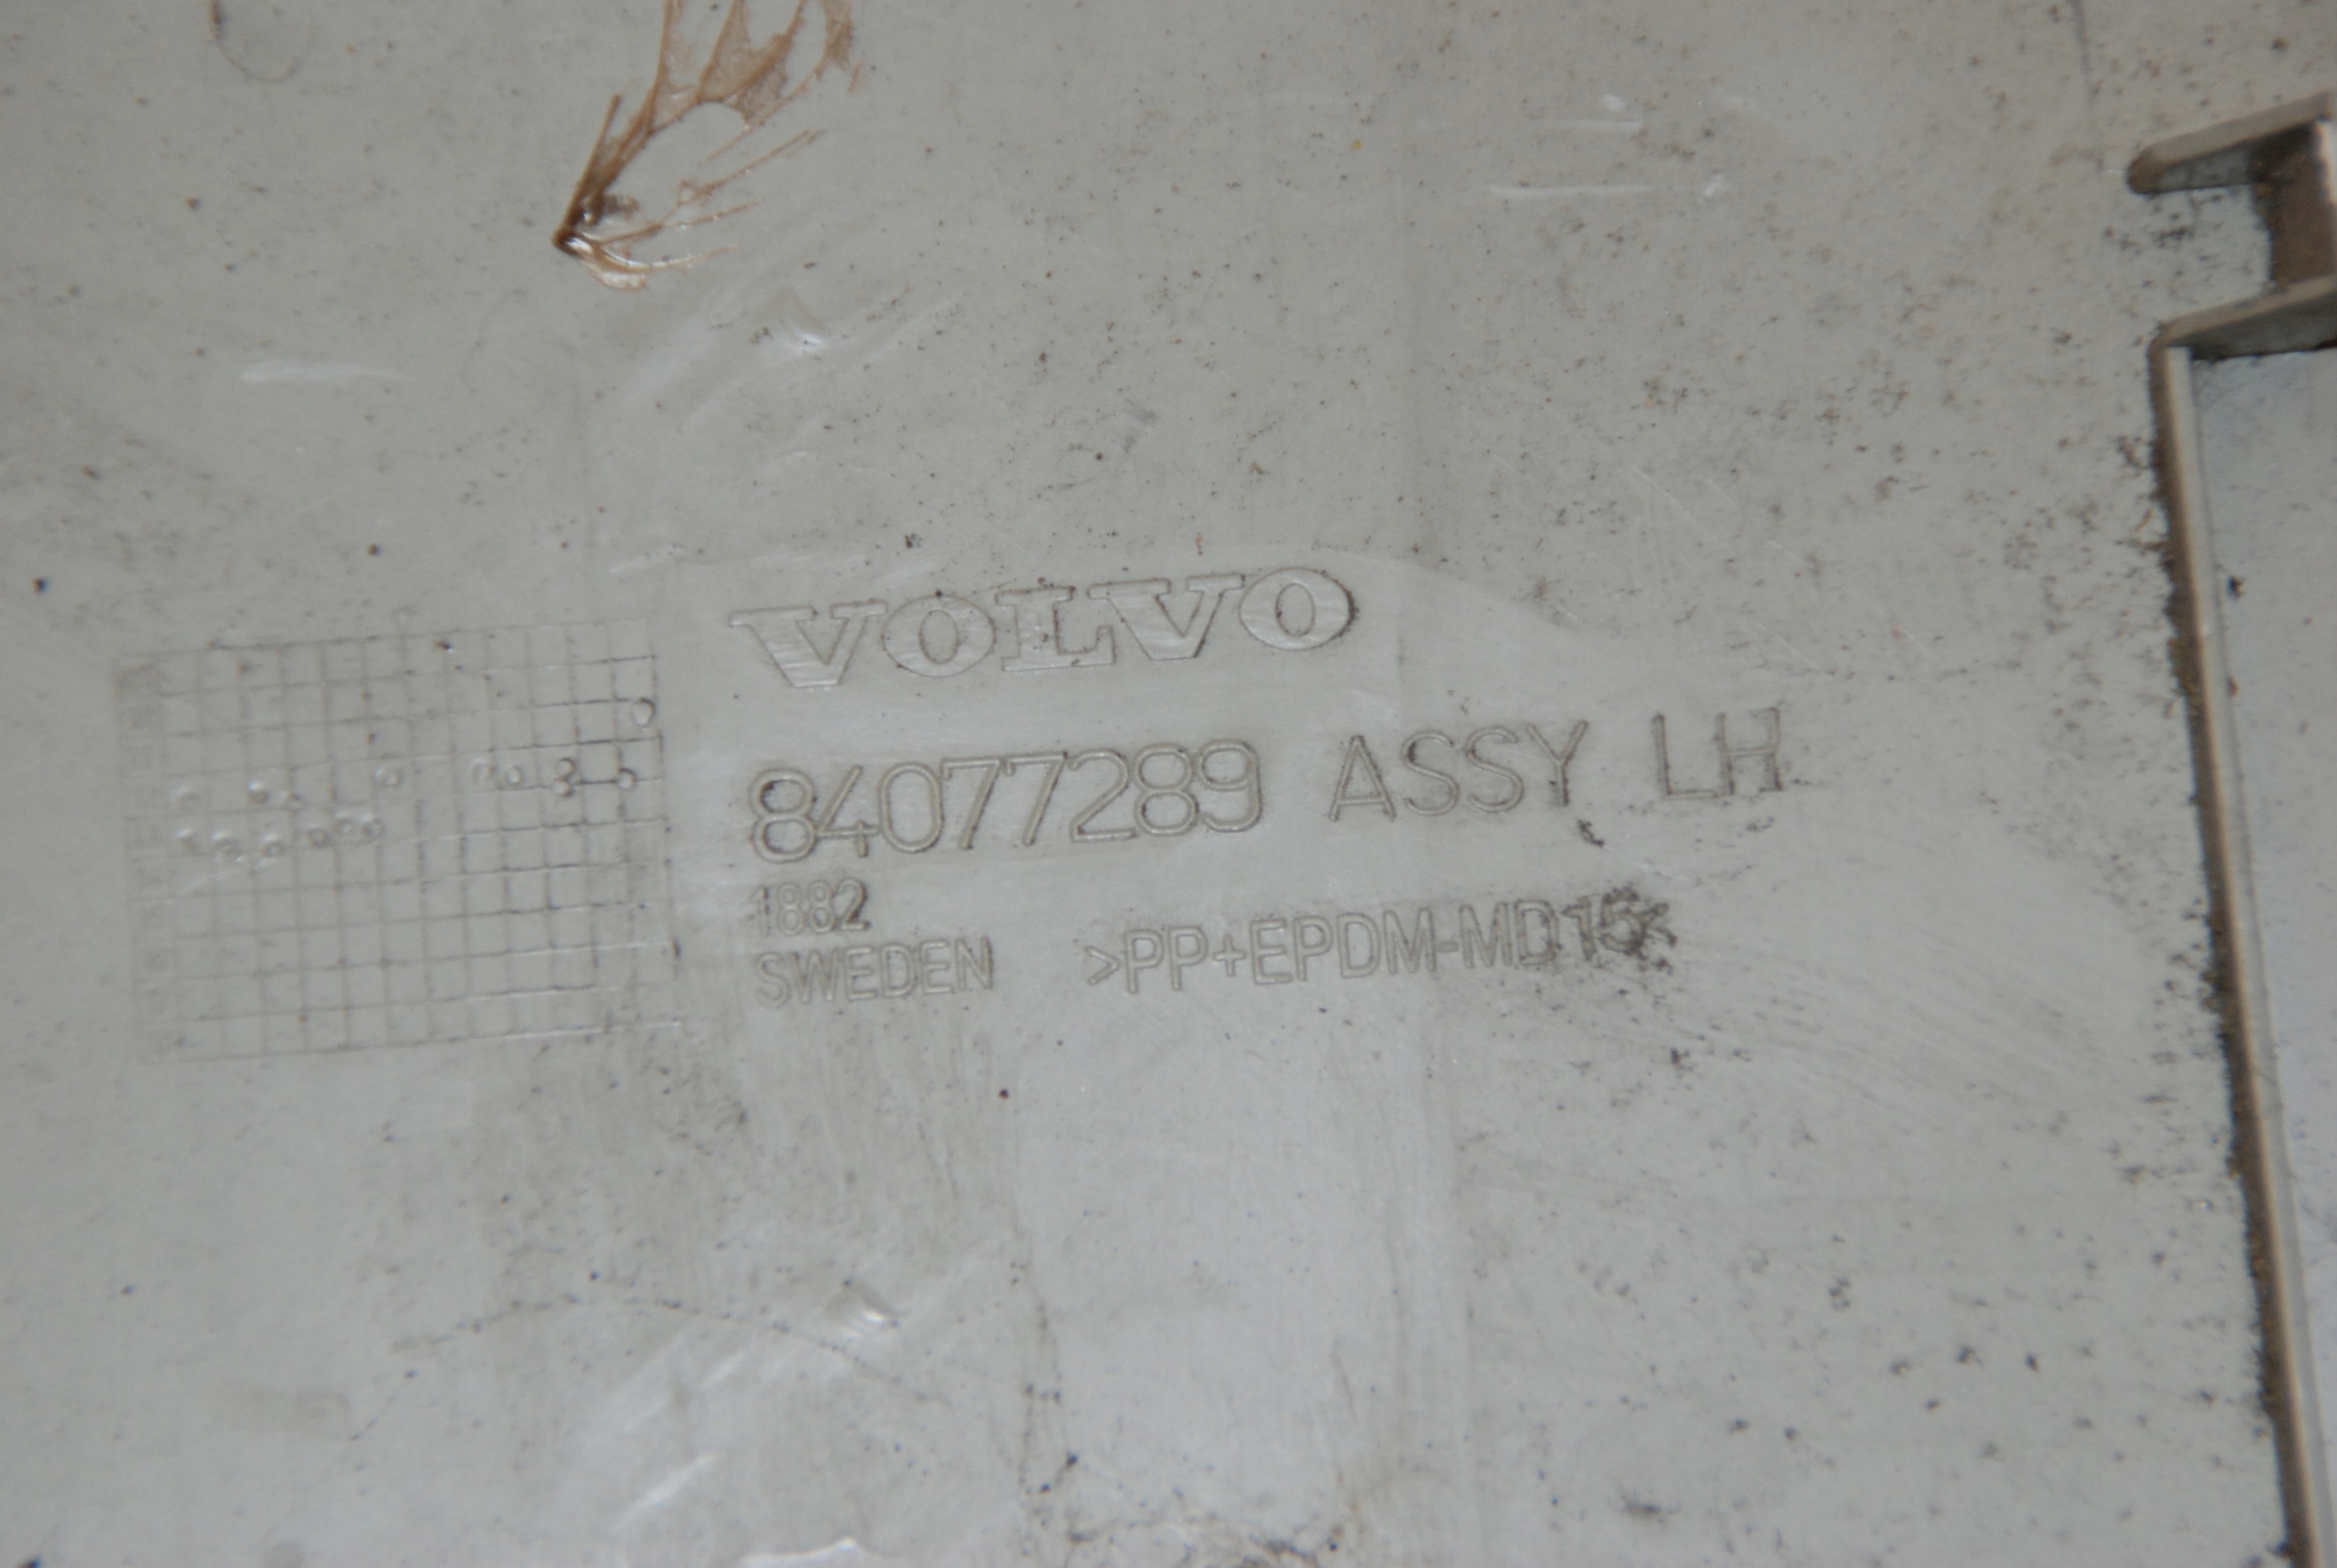 VOLVO
84077289 ASSY LH
1882
SWEDEN >PP+EPDM-MD15<